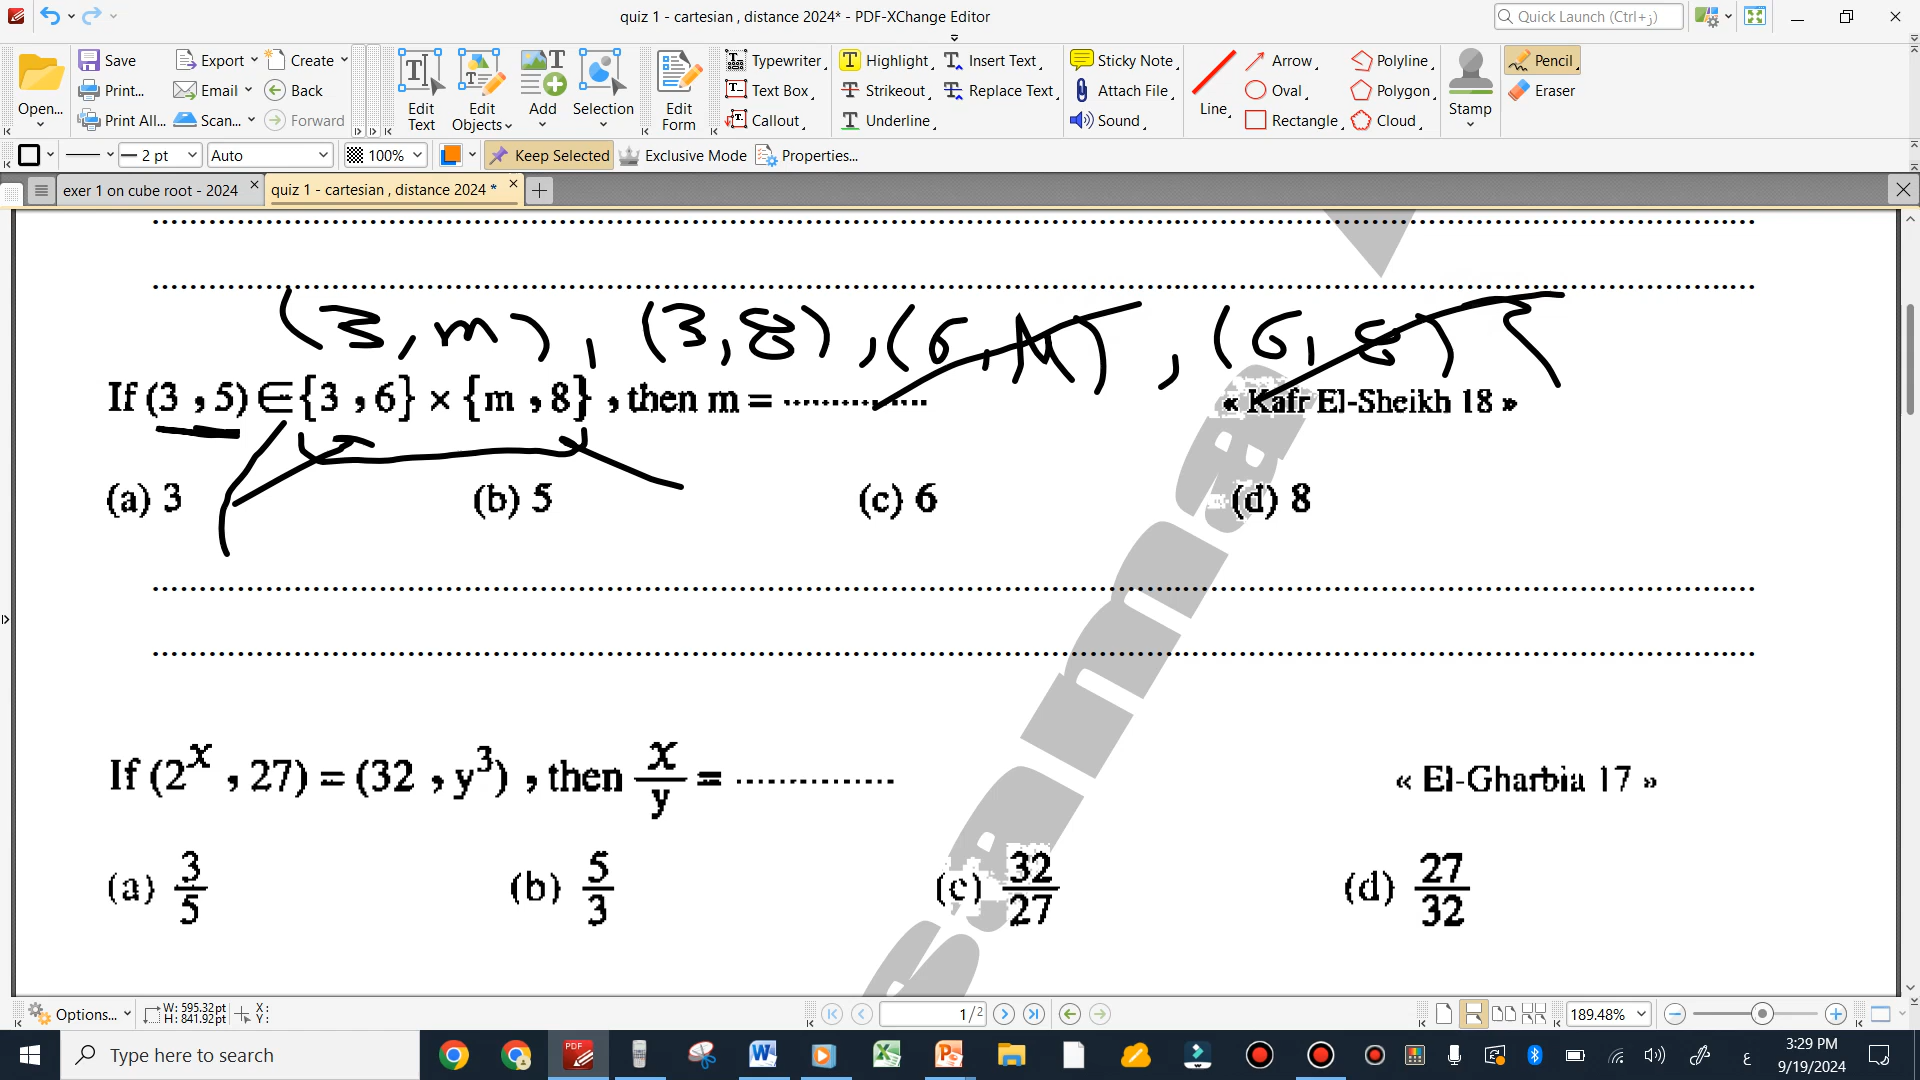 quiz 1 - cartesian , distance 2024* - PDF-XChange Editor
Quick Launch (Ctrl+ز)
Open...
Save
Print...
Print All...
Export
Email
Scan...
Create
Back
Forward
Edit Text
Edit Objects
Add
Selection
Edit Form
Typewriter
Text Box
Callout
Highlight
Strikeout
Underline
Insert Text
Replace Text
Sticky Note
Attach File
Sound
Line
Arrow
Oval
Rectangle
Polyline
Polygon
Cloud
Stamp
Pencil
Eraser
2 pt
Auto
100%
Keep Selected
Exclusive Mode
Properties...
exer 1 on cube root - 2024
quiz 1 - cartesian , distance 2024 *
(3, m), (3, 8), (6, M), (6, 8) }
If (3 , 5) ∈ {3 , 6} × {m , 8} , then m = ............... « Kafr El-Sheikh 18 »
(a) 3 (b) 5 (c) 6 (d) 8
If (2^x , 27) = (32 , y^3) , then x/y = ............... « El-Gharbia 17 »
(a) 3/5 (b) 5/3 (c) 32/27 (d) 27/32
Options...
W: 595.32pt
H: 841.92pt
X:
Y:
1 / 2
189.48%
Type here to search
ع
3:29 PM
9/19/2024